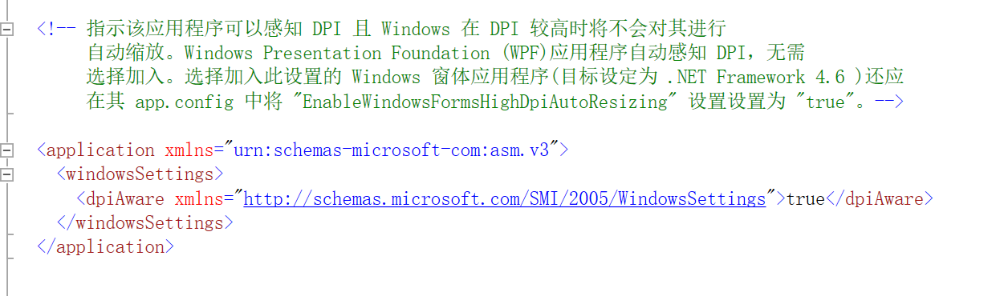 <!-- 指示该应用程序可以感知 DPI 且 Windows 在 DPI 较高时将不会对其进行
自动缩放。Windows Presentation Foundation (WPF)应用程序自动感知 DPI，无需
选择加入。选择加入此设置的 Windows 窗体应用程序(目标设定为 .NET Framework 4.6 )还应
在其 app.config 中将 "EnableWindowsFormsHighDpiAutoResizing" 设置设置为 "true"。-->
<application xmlns="urn:schemas-microsoft-com:asm.v3">
<windowsSettings>
<dpiAware xmlns="http://schemas.microsoft.com/SMI/2005/WindowsSettings">true</dpiAware>
</windowsSettings>
</application>